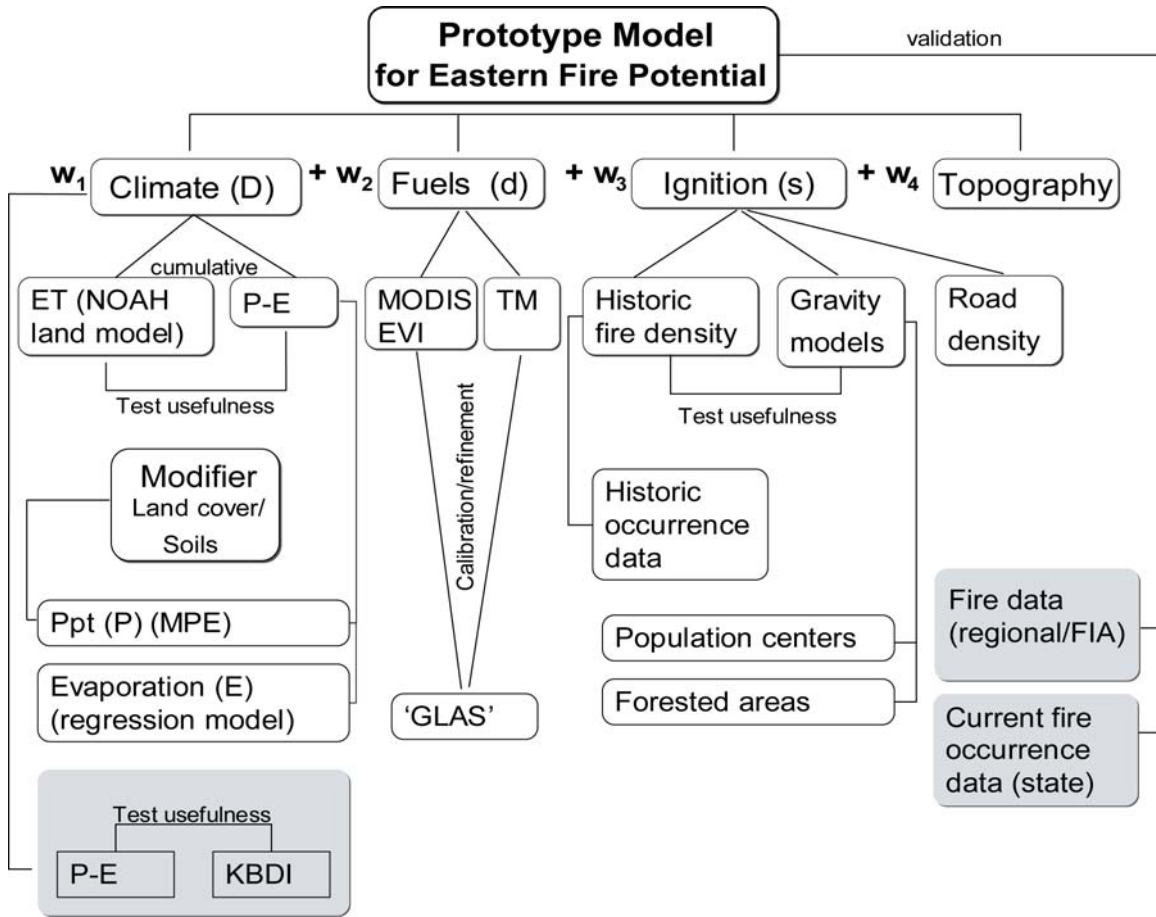 Prototype Model
for Eastern Fire Potential
validation
w1 Climate (D) + w2 Fuels (d) + w3 Ignition (s) + w4 Topography
cumulative
ET (NOAH
land model)
P-E
MODIS
EVI
TM
Historic
fire density
Gravity
models
Road
density
Test usefulness
Test usefulness
Calibration/refinement
Modifier
Land cover/
Soils
Historic
occurrence
data
Ppt (P) (MPE)
Evaporation (E)
(regression model)
'GLAS'
Population centers
Forested areas
Fire data
(regional/FIA)
Current fire
occurrence
data (state)
Test usefulness
P-E
KBDI